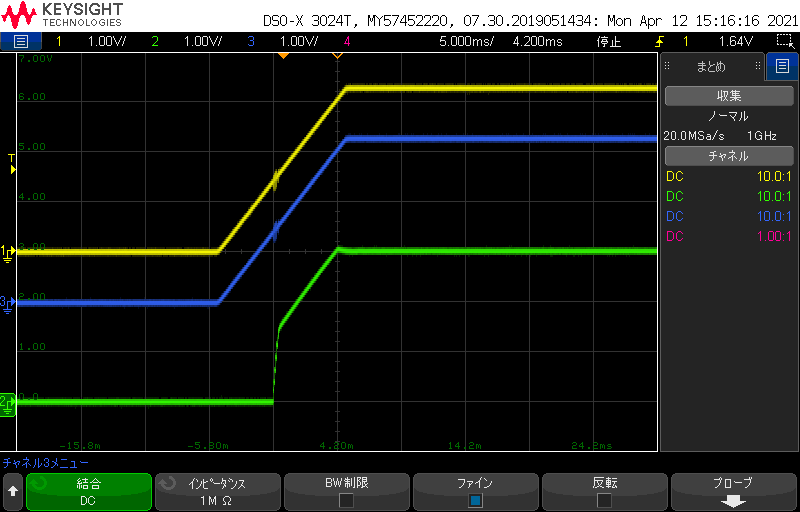 KEYSIGHT
TECHNOLOGIES
DSO-X 3024T, MY57452220, 07.30.2019051434: Mon Apr 12 15:16:16 2021
1 1.00V/ 2 1.00V/ 3 1.00V/ 4 5.000ms/ 4.200ms 停止 1 1.64V
7.00V
6.00
5.00
4.00
3.00
2.00
1.00
0.0
T
1
3
2
-15.8m -5.80m 4.20m 14.2m 24.2ms
まとめ
収集
ノーマル
20.0MSa/s 1GHz
チャネル
DC 10.0:1
DC 10.0:1
DC 10.0:1
DC 1.00:1
チャネル3メニュー
結合
DC
インピータンス
1M Ω
BW制限
ファイン
反転
プローブ